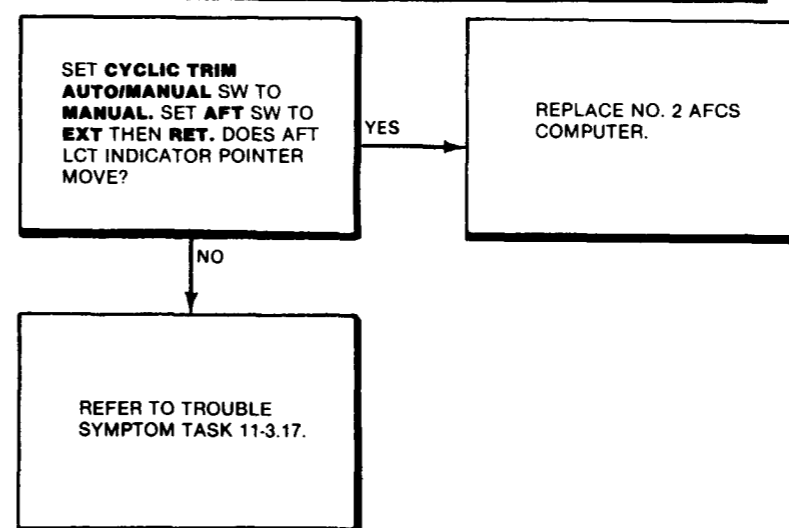 SET CYCLIC TRIM
AUTO/MANUAL SW TO
MANUAL. SET AFT SW TO
EXT THEN RET. DOES AFT
LCT INDICATOR POINTER
MOVE?
YES
REPLACE NO. 2 AFCS
COMPUTER.
NO
REFER TO TROUBLE
SYMPTOM TASK 11-3.17.